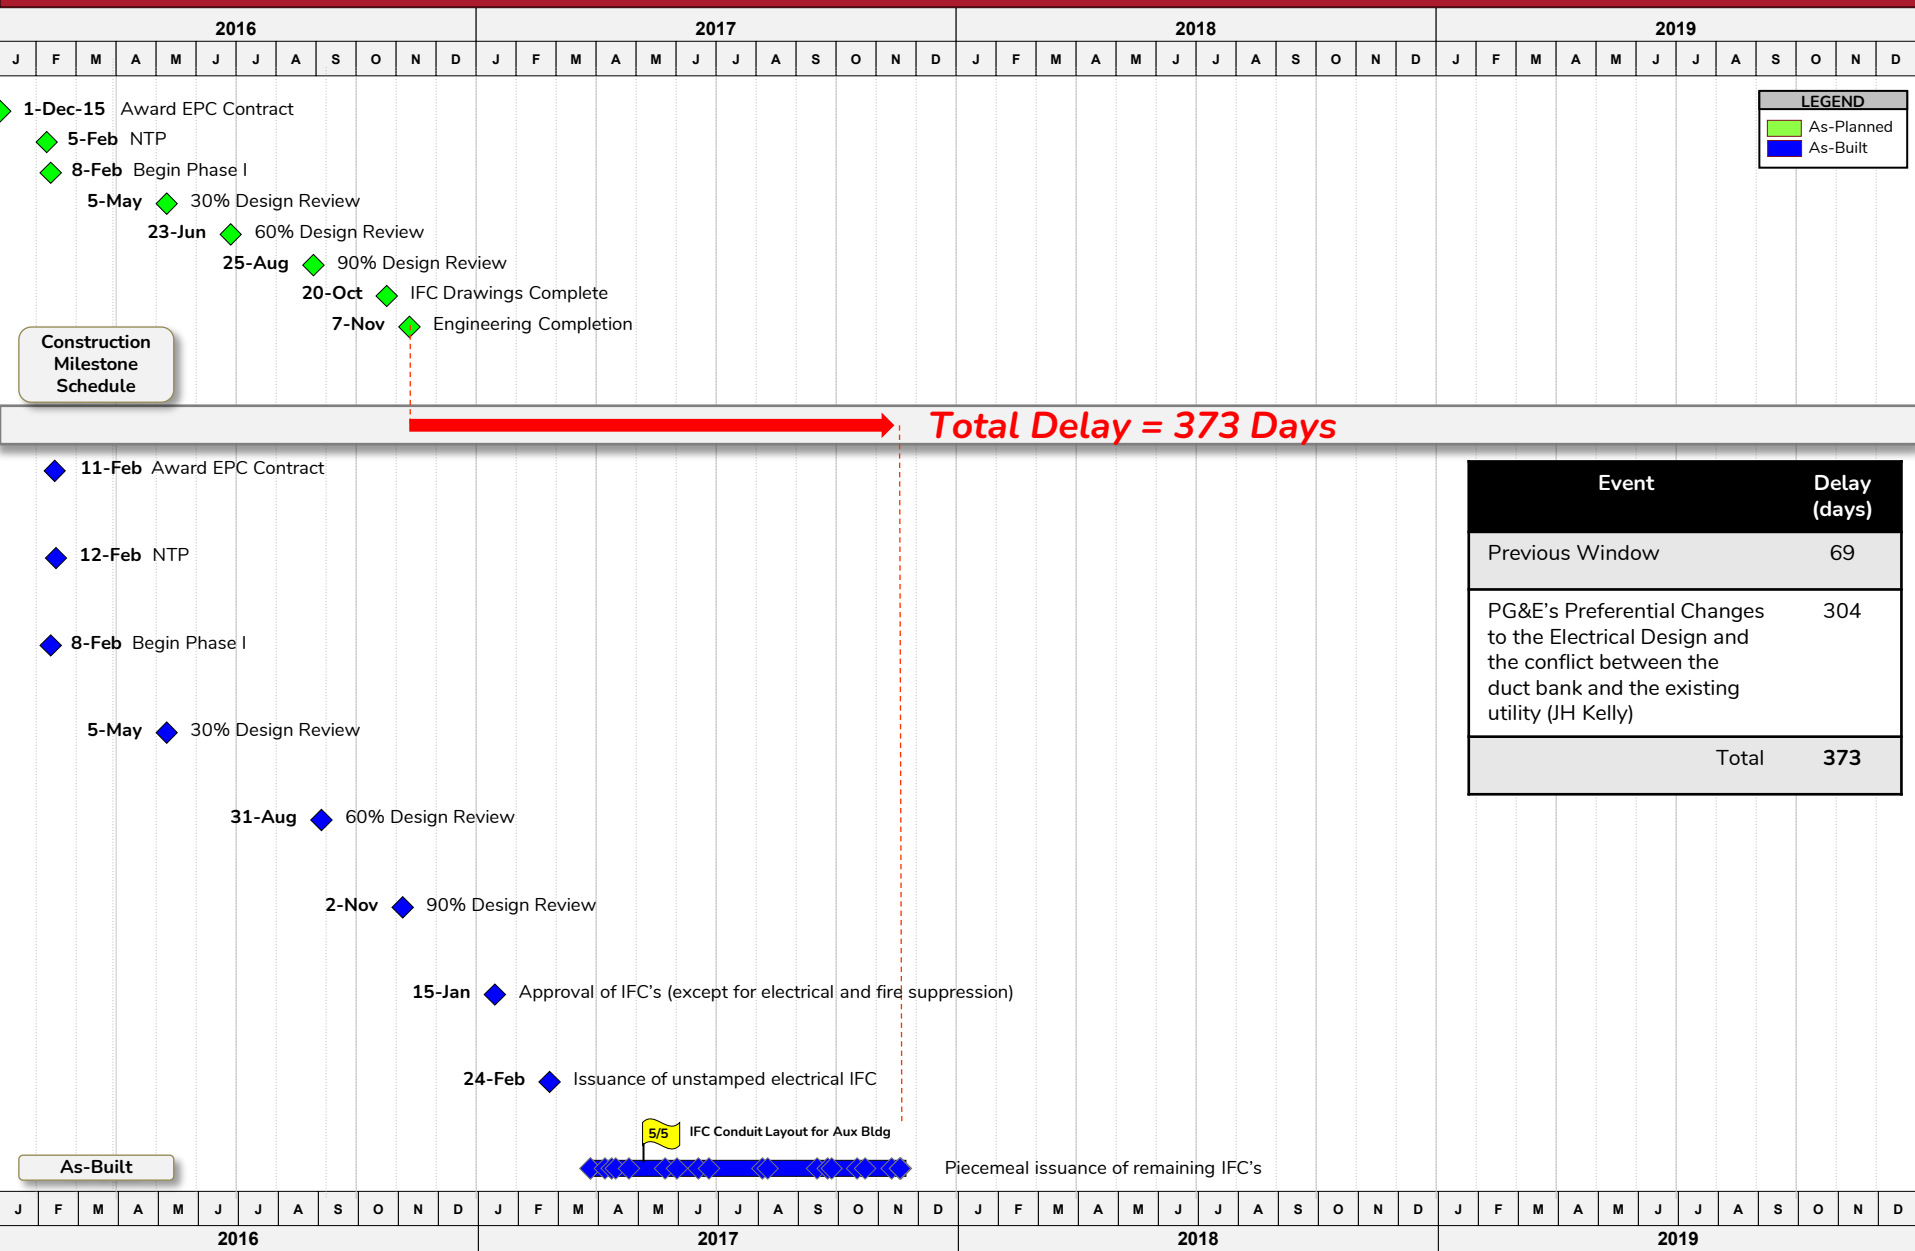 2016 2017 2018 2019
J F M A M J J A S O N D J F M A M J J A S O N D J F M A M J J A S O N D J F M A M J J A S O N D
1-Dec-15 Award EPC Contract
5-Feb NTP
8-Feb Begin Phase I
5-May 30% Design Review
23-Jun 60% Design Review
25-Aug 90% Design Review
20-Oct IFC Drawings Complete
7-Nov Engineering Completion
LEGEND
As-Planned
As-Built
Construction
Milestone
Schedule
Total Delay = 373 Days
11-Feb Award EPC Contract
12-Feb NTP
8-Feb Begin Phase I
5-May 30% Design Review
31-Aug 60% Design Review
2-Nov 90% Design Review
15-Jan Approval of IFC's (except for electrical and fire suppression)
24-Feb Issuance of unstamped electrical IFC
5/5 IFC Conduit Layout for Aux Bldg
Piecemeal issuance of remaining IFC's
As-Built
Event Delay
(days)
Previous Window 69
PG&E's Preferential Changes 304
to the Electrical Design and
the conflict between the
duct bank and the existing
utility (JH Kelly)
Total 373
J F M A M J J A S O N D J F M A M J J A S O N D J F M A M J J A S O N D J F M A M J J A S O N D
2016 2017 2018 2019